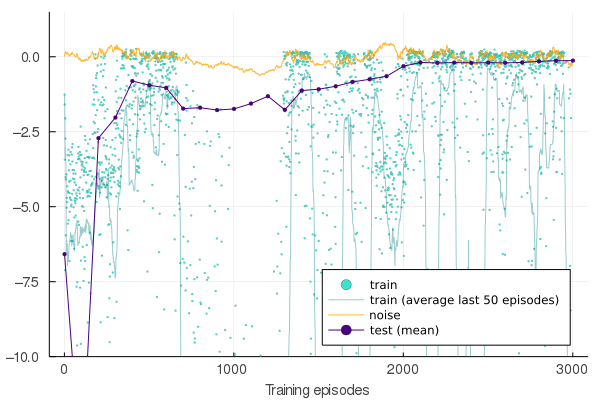 0.0
−2.5
−5.0
−7.5
−10.0
train
train (average last 50 episodes)
noise
test (mean)
0 1000 2000 3000
Training episodes